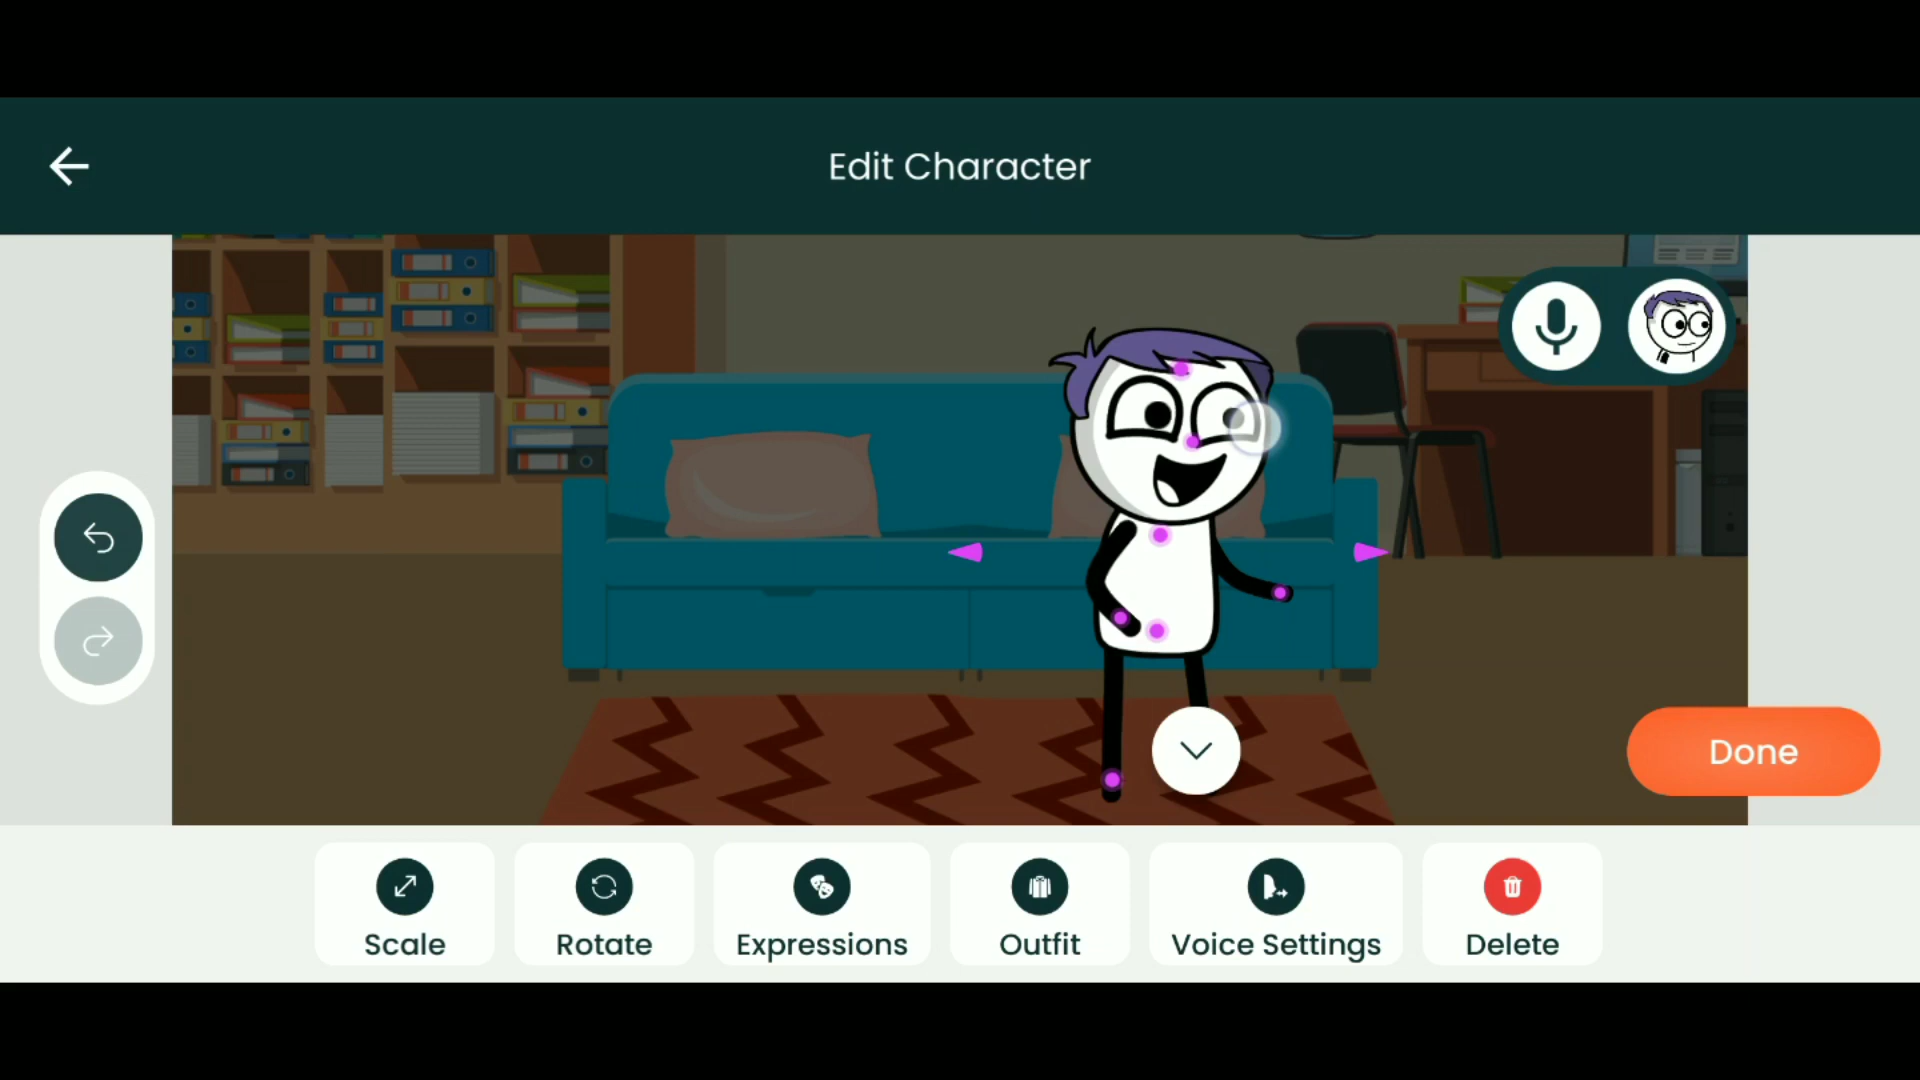 Edit Character
Done
Scale
Rotate
Expressions
Outfit
Voice Settings
Delete